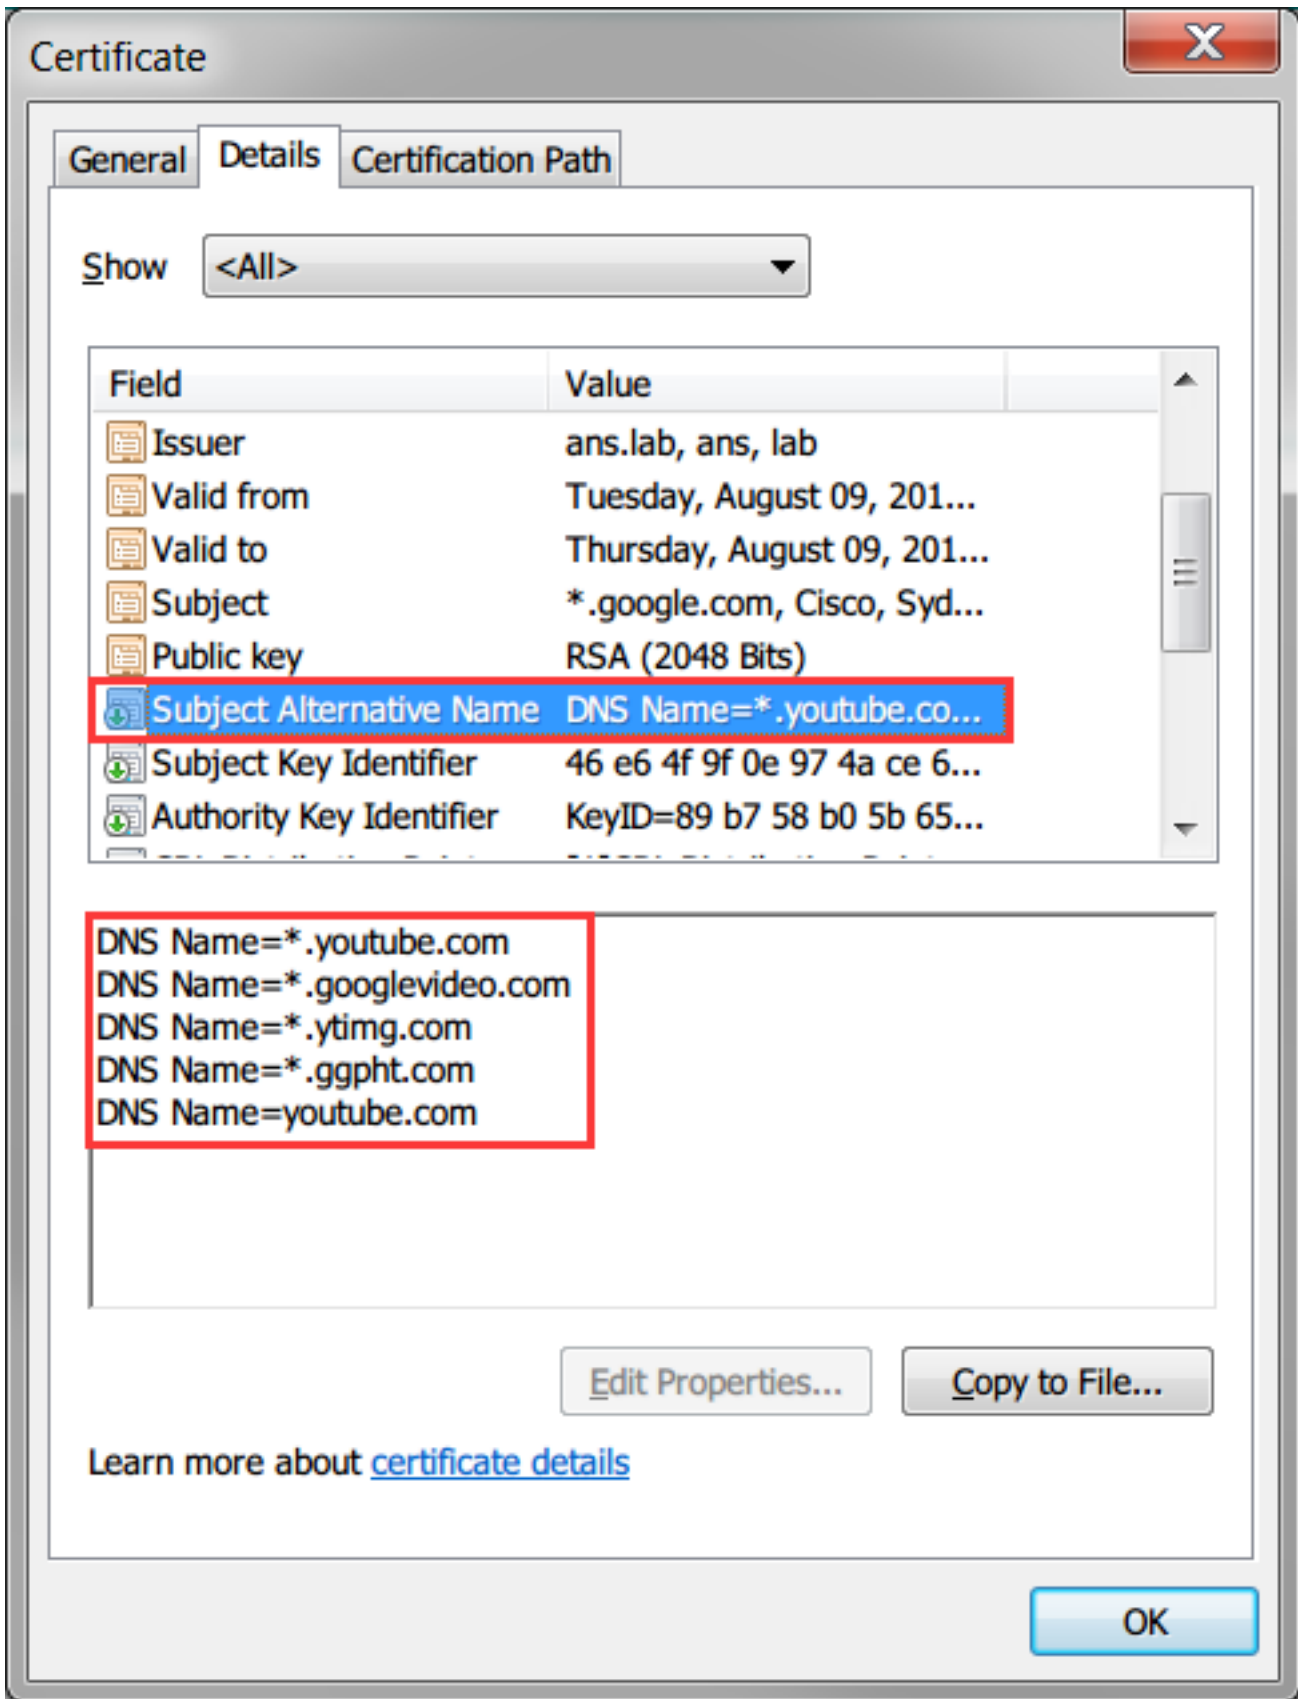 Certificate
General Details Certification Path
Show <All>
Field Value
Issuer ans.lab, ans, lab
Valid from Tuesday, August 09, 201...
Valid to Thursday, August 09, 201...
Subject *.google.com, Cisco, Syd...
Public key RSA (2048 Bits)
Subject Alternative Name DNS Name=*.youtube.co...
Subject Key Identifier 46 e6 4f 9f 0e 97 4a ce 6...
Authority Key Identifier KeyID=89 b7 58 b0 5b 65...
DNS Name=*.youtube.com
DNS Name=*.googlevideo.com
DNS Name=*.ytimg.com
DNS Name=*.ggpht.com
DNS Name=youtube.com
Edit Properties... Copy to File...
Learn more about certificate details
OK